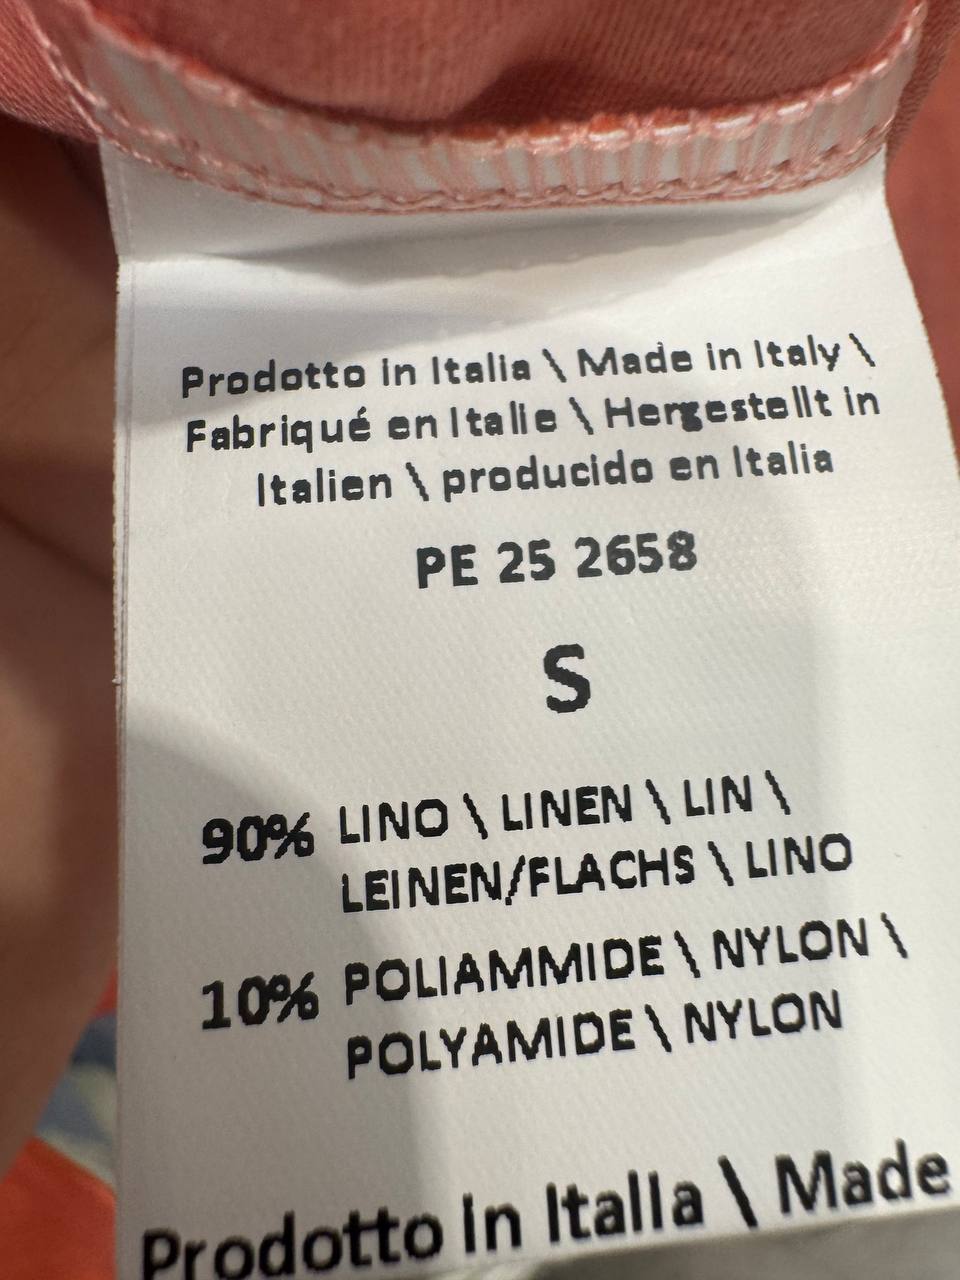 Prodotto in Italia \ Made in Italy \
Fabriqué en Italie \ Hergestellt in
Italien \ producido en Italia
PE 25 2658
S
90% LINO \ LINEN \ LIN \
LEINEN/FLACHS \ LINO
10% POLIAMMIDE \ NYLON \
POLYAMIDE \ NYLON
Prodotto in Italia \ Made